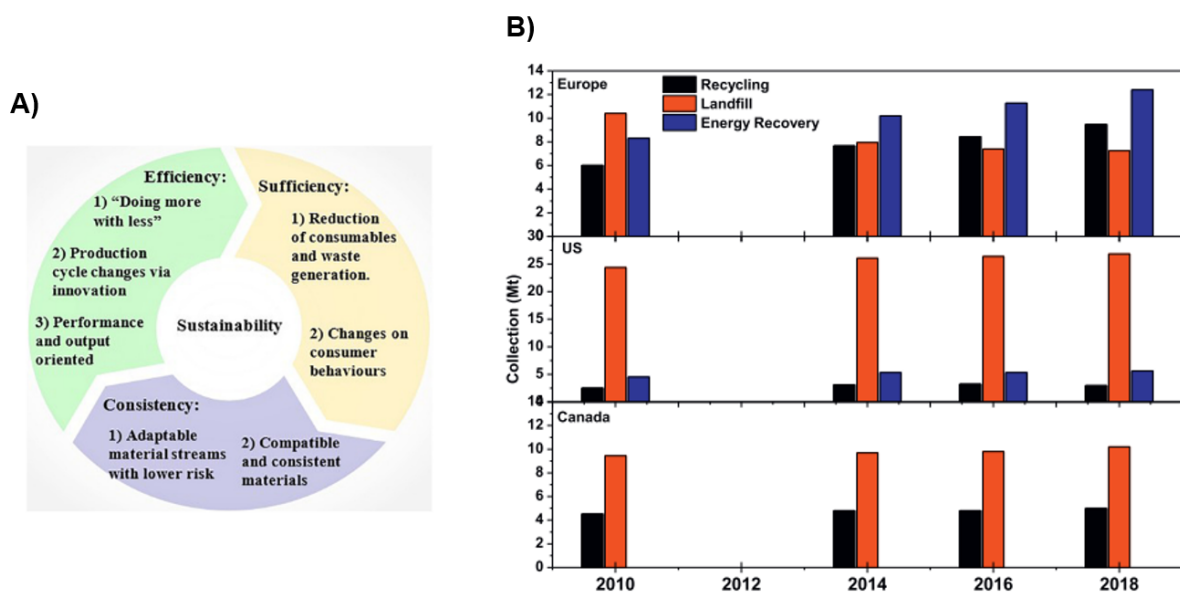 A)
Efficiency:
1) “Doing more
with less”
2) Production
cycle changes via
innovation
3) Performance
and output
oriented
Sufficiency:
1) Reduction
of consumables
and waste
generation.
2) Changes on
consumer
behaviours
Sustainability
Consistency:
1) Adaptable
material streams
with lower risk
2) Compatible
and consistent
materials
B)
Europe
Recycling
Landfill
Energy Recovery
14
12
10
8
6
4
2
30
US
25
20
15
10
5
Collection (Mt)
Canada
10
8
6
4
2
0
2010 2012 2014 2016 2018